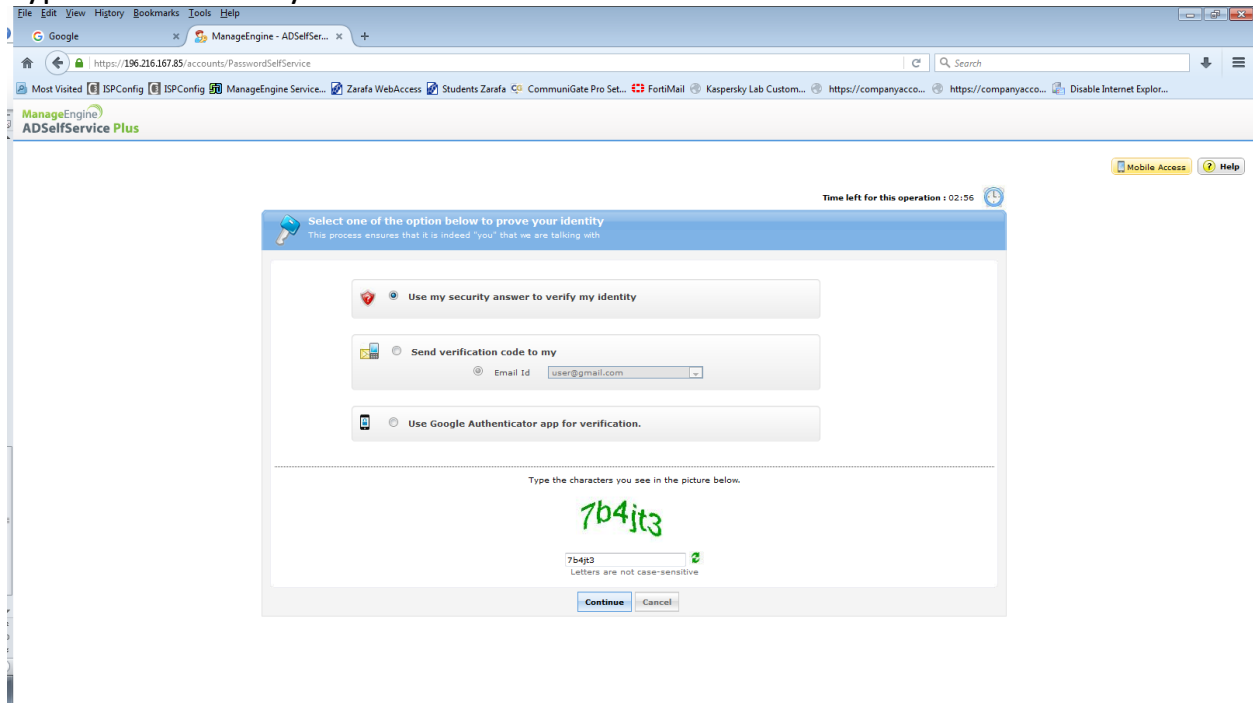 File Edit View History Bookmarks Tools Help
Google ManageEngine - ADSelfSer...
https://196.216.167.85/accounts/PasswordSelfService Search
Most Visited ISPConfig ISPConfig ManageEngine Service... Zarafa WebAccess Students Zarafa CommuniGate Pro Set... FortiMail Kaspersky Lab Custom... https://companyacco... https://companyacco... Disable Internet Explor...
ManageEngine
ADSelfService Plus
Mobile Access ? Help
Time left for this operation : 02:56
Select one of the option below to prove your identity
This process ensures that it is indeed "you" that we are talking with
Use my security answer to verify my identity
Send verification code to my
Email Id user@gmail.com
Use Google Authenticator app for verification.
Type the characters you see in the picture below.
7b4jt3
7b4jt3
Letters are not case-sensitive
Continue Cancel